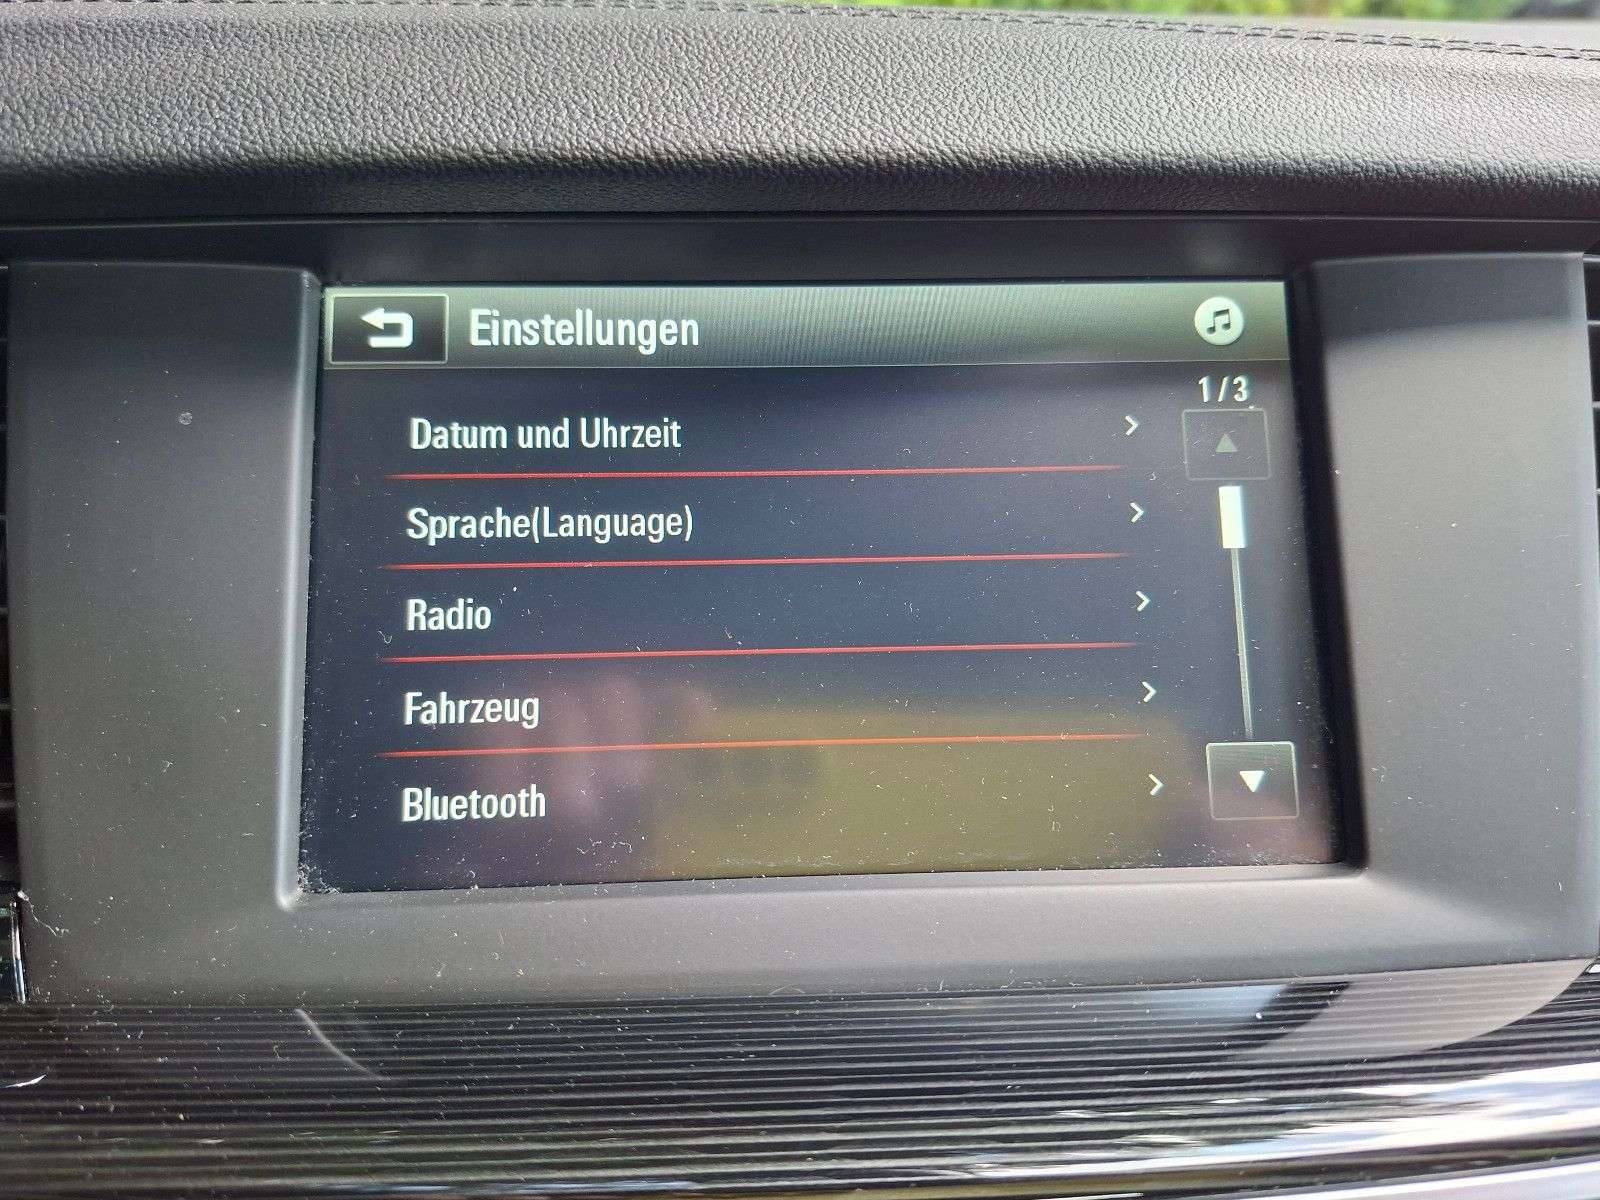 Einstellungen
1/3
Datum und Uhrzeit
Sprache(Language)
Radio
Fahrzeug
Bluetooth